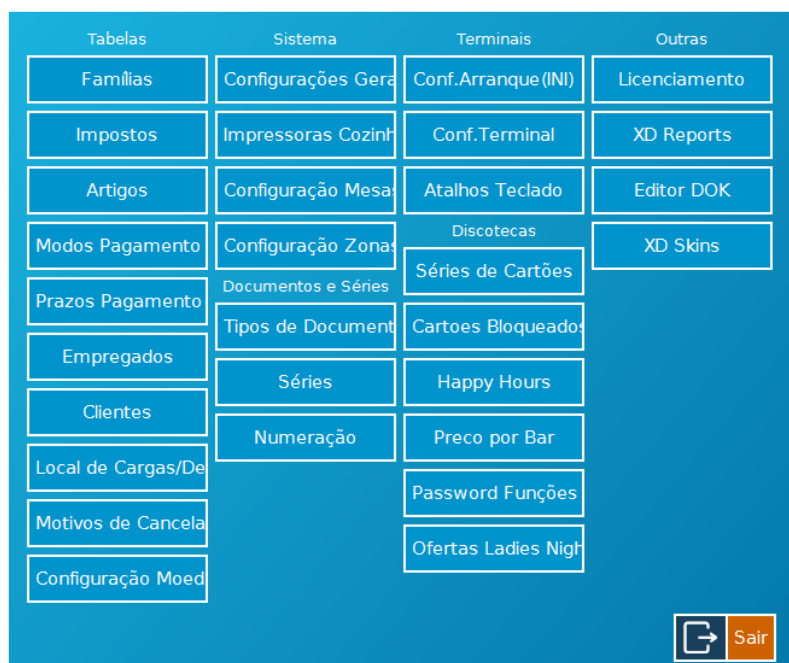 Tabelas
Famílias
Impostos
Artigos
Modos Pagamento
Prazos Pagamento
Empregados
Clientes
Local de Cargas/De
Motivos de Cancela
Configuração Moed
Sistema
Configurações Gera
Impressoras Cozinh
Configuração Mesas
Configuração Zonas
Documentos e Séries
Tipos de Document
Séries
Numeração
Terminais
Conf.Arranque(INI)
Conf.Terminal
Atalhos Teclado
Discotecas
Séries de Cartões
Cartoes Bloqueados
Happy Hours
Preco por Bar
Password Funções
Ofertas Ladies Nigh
Outras
Licenciamento
XD Reports
Editor DOK
XD Skins
Sair